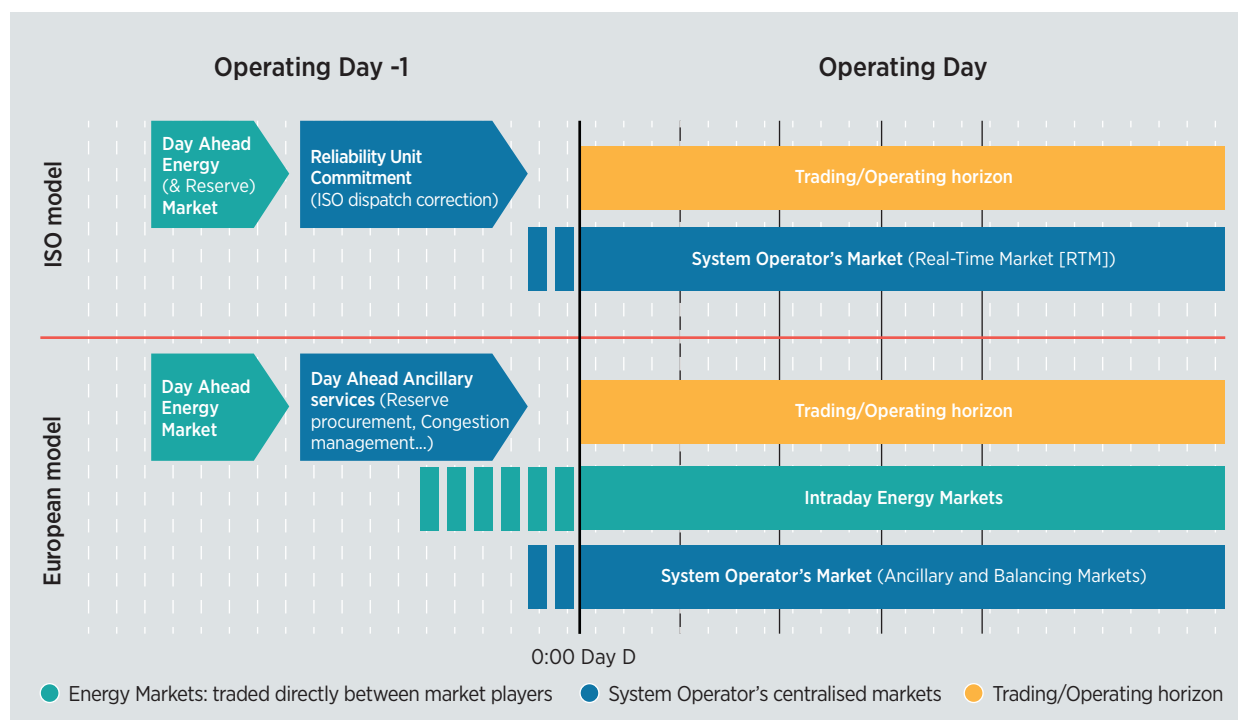 Operating Day -1
Operating Day
ISO model
Day Ahead
Energy
(& Reserve)
Market
Reliability Unit
Commitment
(ISO dispatch correction)
Trading/Operating horizon
System Operator's Market (Real-Time Market [RTM])
European model
Day Ahead
Energy
Market
Day Ahead Ancillary
services (Reserve
procurement, Congestion
management...)
Trading/Operating horizon
Intraday Energy Markets
System Operator's Market (Ancillary and Balancing Markets)
0:00 Day D
Energy Markets: traded directly between market players
System Operator's centralised markets
Trading/Operating horizon